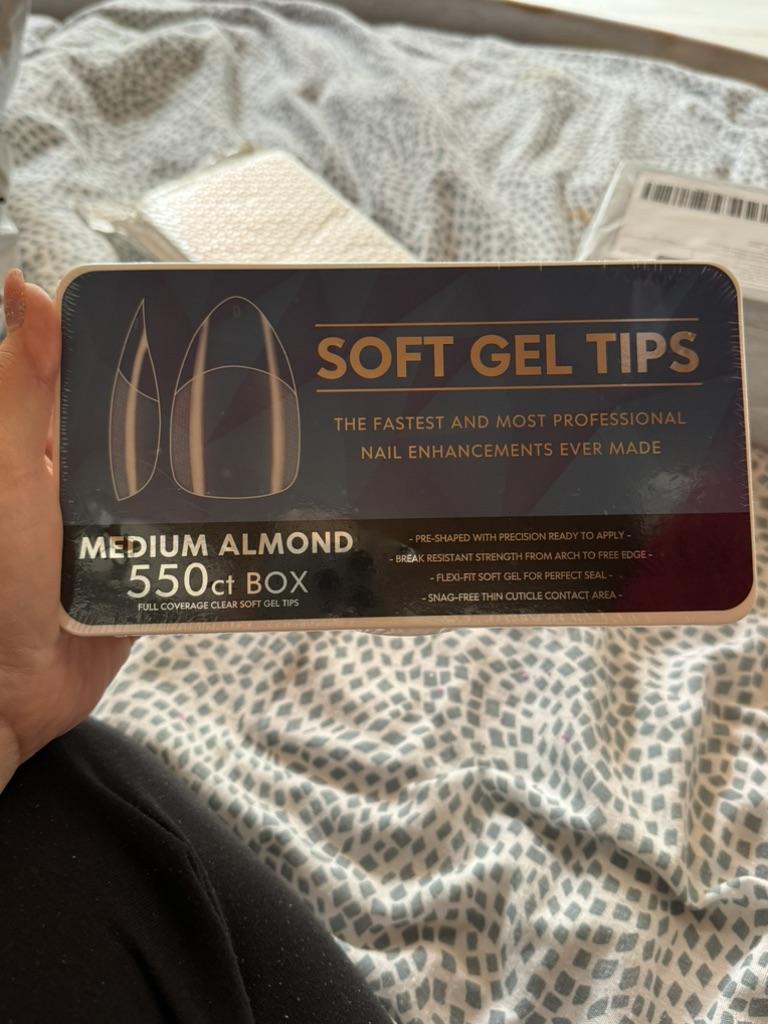 SOFT GEL TIPS
THE FASTEST AND MOST PROFESSIONAL
NAIL ENHANCEMENTS EVER MADE
MEDIUM ALMOND
550ct BOX
FULL COVERAGE CLEAR SOFT GEL TIPS
- PRE-SHAPED WITH PRECISION READY TO APPLY -
- BREAK RESISTANT STRENGTH FROM ARCH TO FREE EDGE -
- FLEXI-FIT SOFT GEL FOR PERFECT SEAL -
- SNAG-FREE THIN CUTICLE CONTACT AREA -